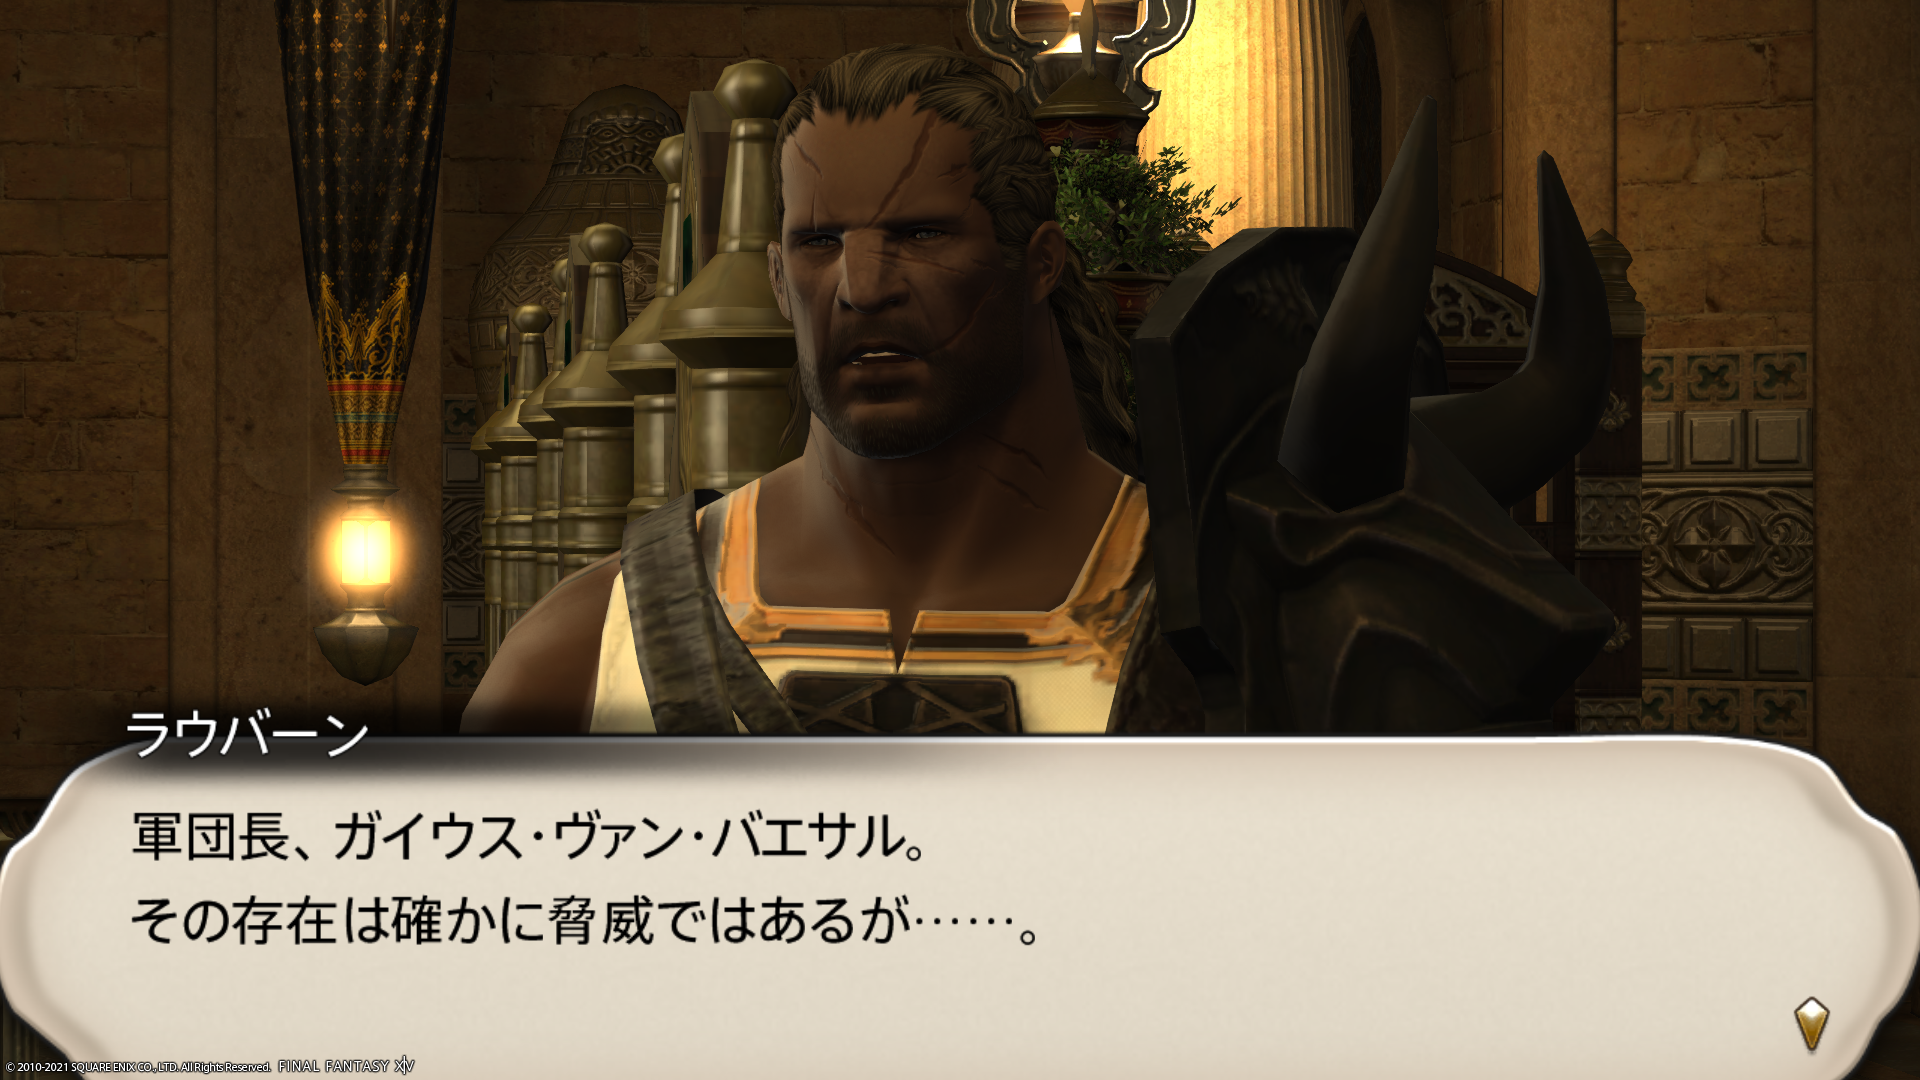 ラウバーン
軍団長、ガイウス・ヴァン・バエサル。
その存在は確かに脅威ではあるが……。
© 2010-2021 SQUARE ENIX CO., LTD. All Rights Reserved. FINAL FANTASY XIV